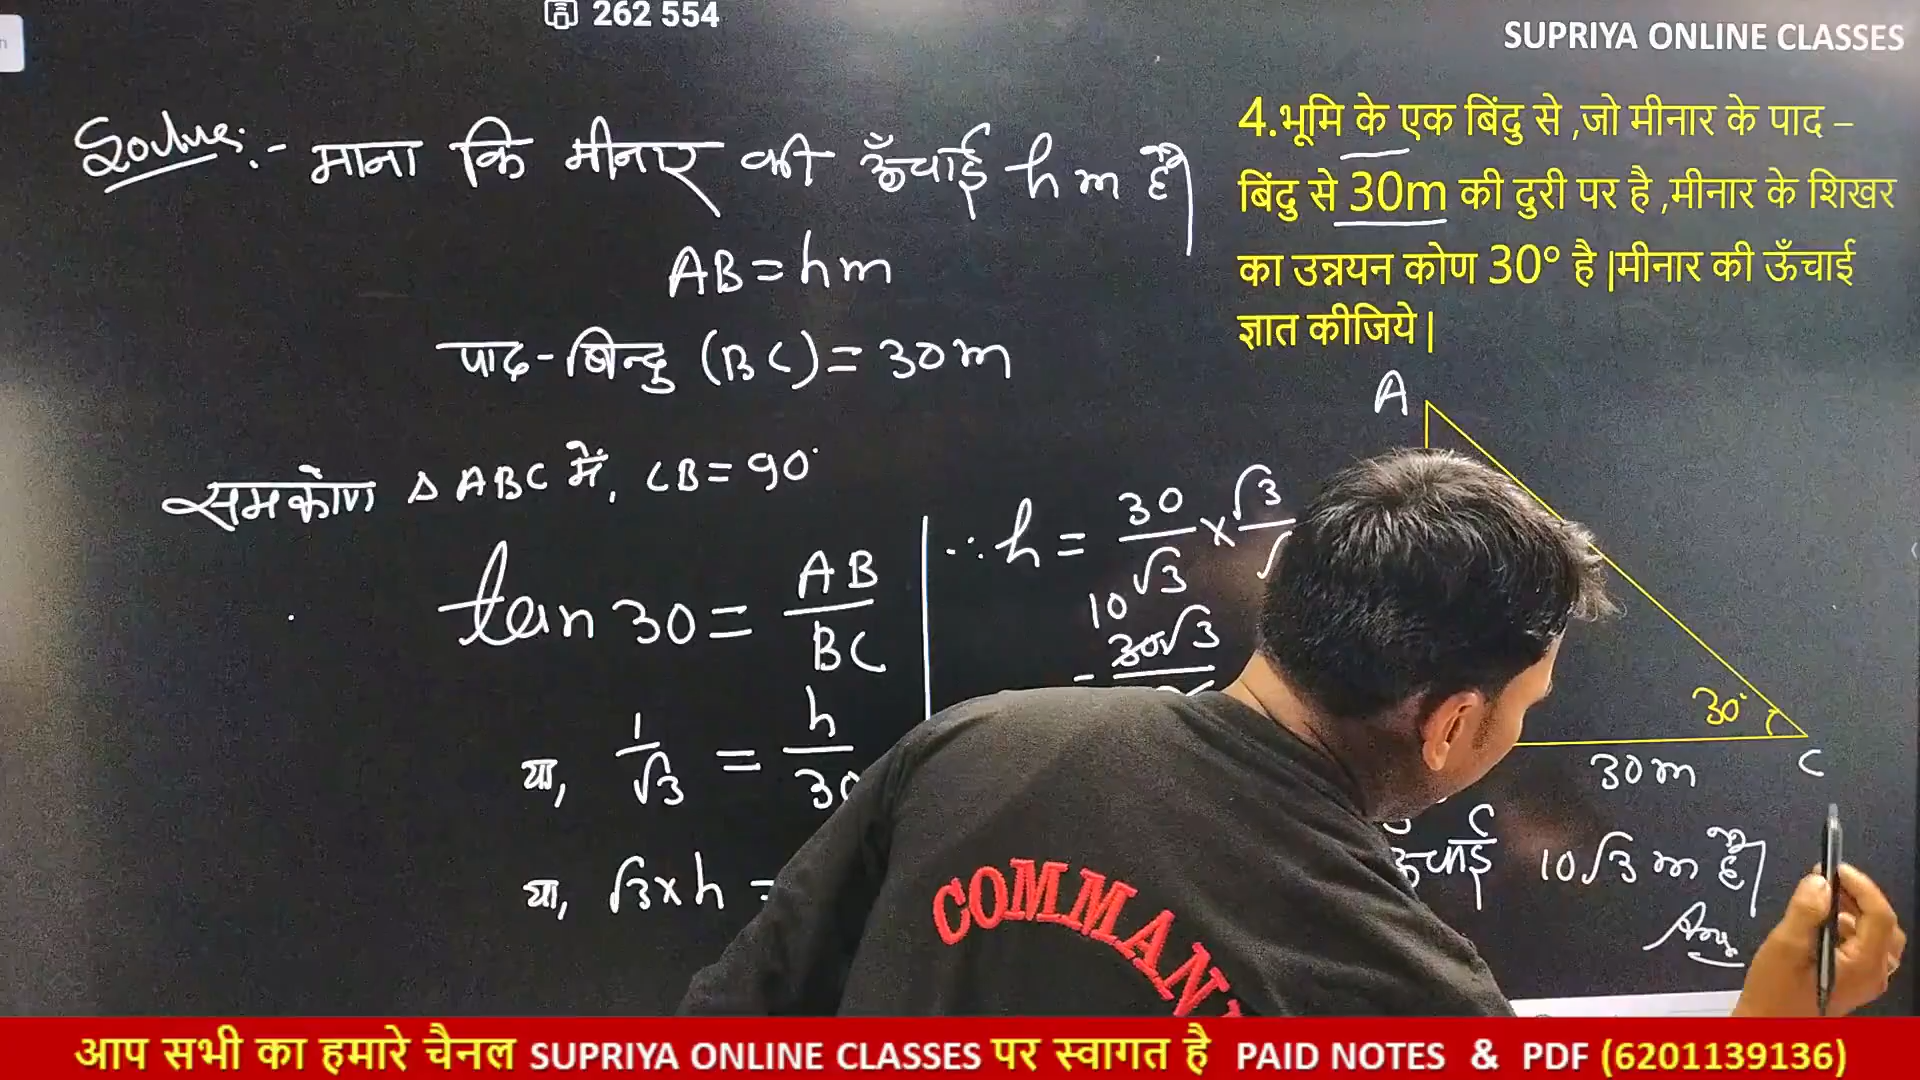 262 554
SUPRIYA ONLINE CLASSES
4.भूमि के एक बिंदु से ,जो मीनार के पाद –
बिंदु से 30m की दुरी पर है ,मीनार के शिखर
का उन्नयन कोण 30° है |मीनार की ऊँचाई
ज्ञात कीजिये |
Solve:- माना कि मीनार की ऊँचाई h m है|
AB = h m
पाद-बिन्दु (BC) = 30 m
समकोण △ ABC में, ∠B = 90°
tan 30 = AB/BC
या, 1/√3 = h/30
या, √3 x h =
∴ h = 30/√3 x √3/√
10
= 30√3
A
30°
30 m
C
ऊँचाई 10√3 m है|
Ans
COMMAN
आप सभी का हमारे चैनल SUPRIYA ONLINE CLASSES पर स्वागत है PAID NOTES & PDF (6201139136)